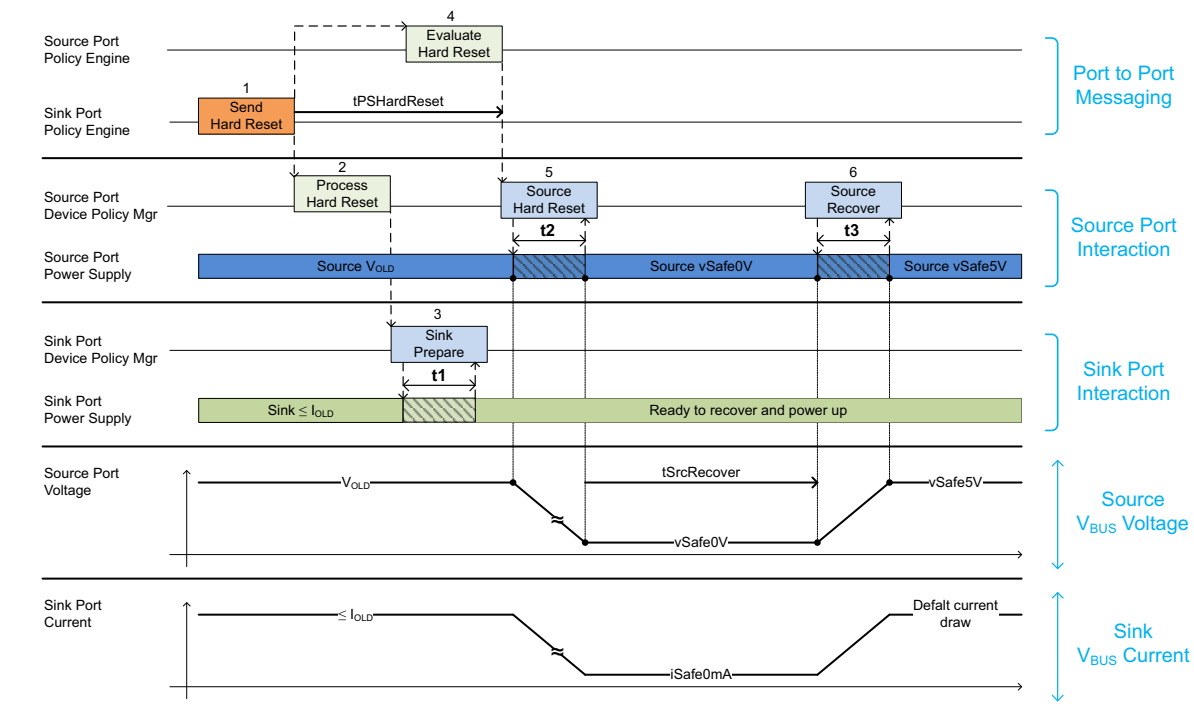 4
Source Port
Policy Engine
Evaluate
Hard Reset
Port to Port
Messaging
1
Sink Port
Policy Engine
Send
Hard Reset
tPSHardReset
2
5
6
Source Port
Device Policy Mgr
Process
Hard Reset
Source
Hard Reset
Source
Recover
t2
t3
Source Port
Interaction
Source Port
Power Supply
Source VOLD
Source vSafe0V
Source vSafe5V
3
Sink Port
Device Policy Mgr
Sink
Prepare
t1
Sink Port
Interaction
Sink Port
Power Supply
Sink ≤ IOLD
Ready to recover and power up
Source Port
Voltage
VOLD
tSrcRecover
vSafe5V
vSafe0V
Source
VBUS Voltage
Sink Port
Current
≤ IOLD
Defalt current
draw
iSafe0mA
Sink
VBUS Current